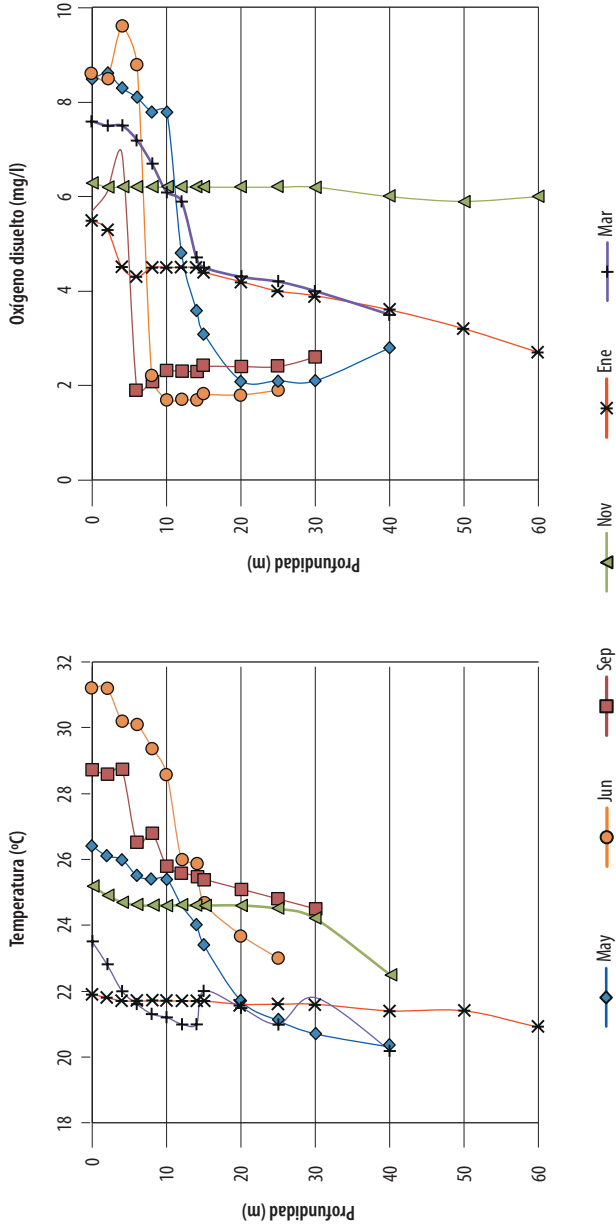 Temperatura (ºC)
18 20 22 24 26 28 30 32
Profundidad (m)
0
10
20
30
40
50
60
Oxígeno disuelto (mg/l)
0 2 4 6 8 10
Profundidad (m)
0
10
20
30
40
50
60
May Jun Sep Nov Ene Mar